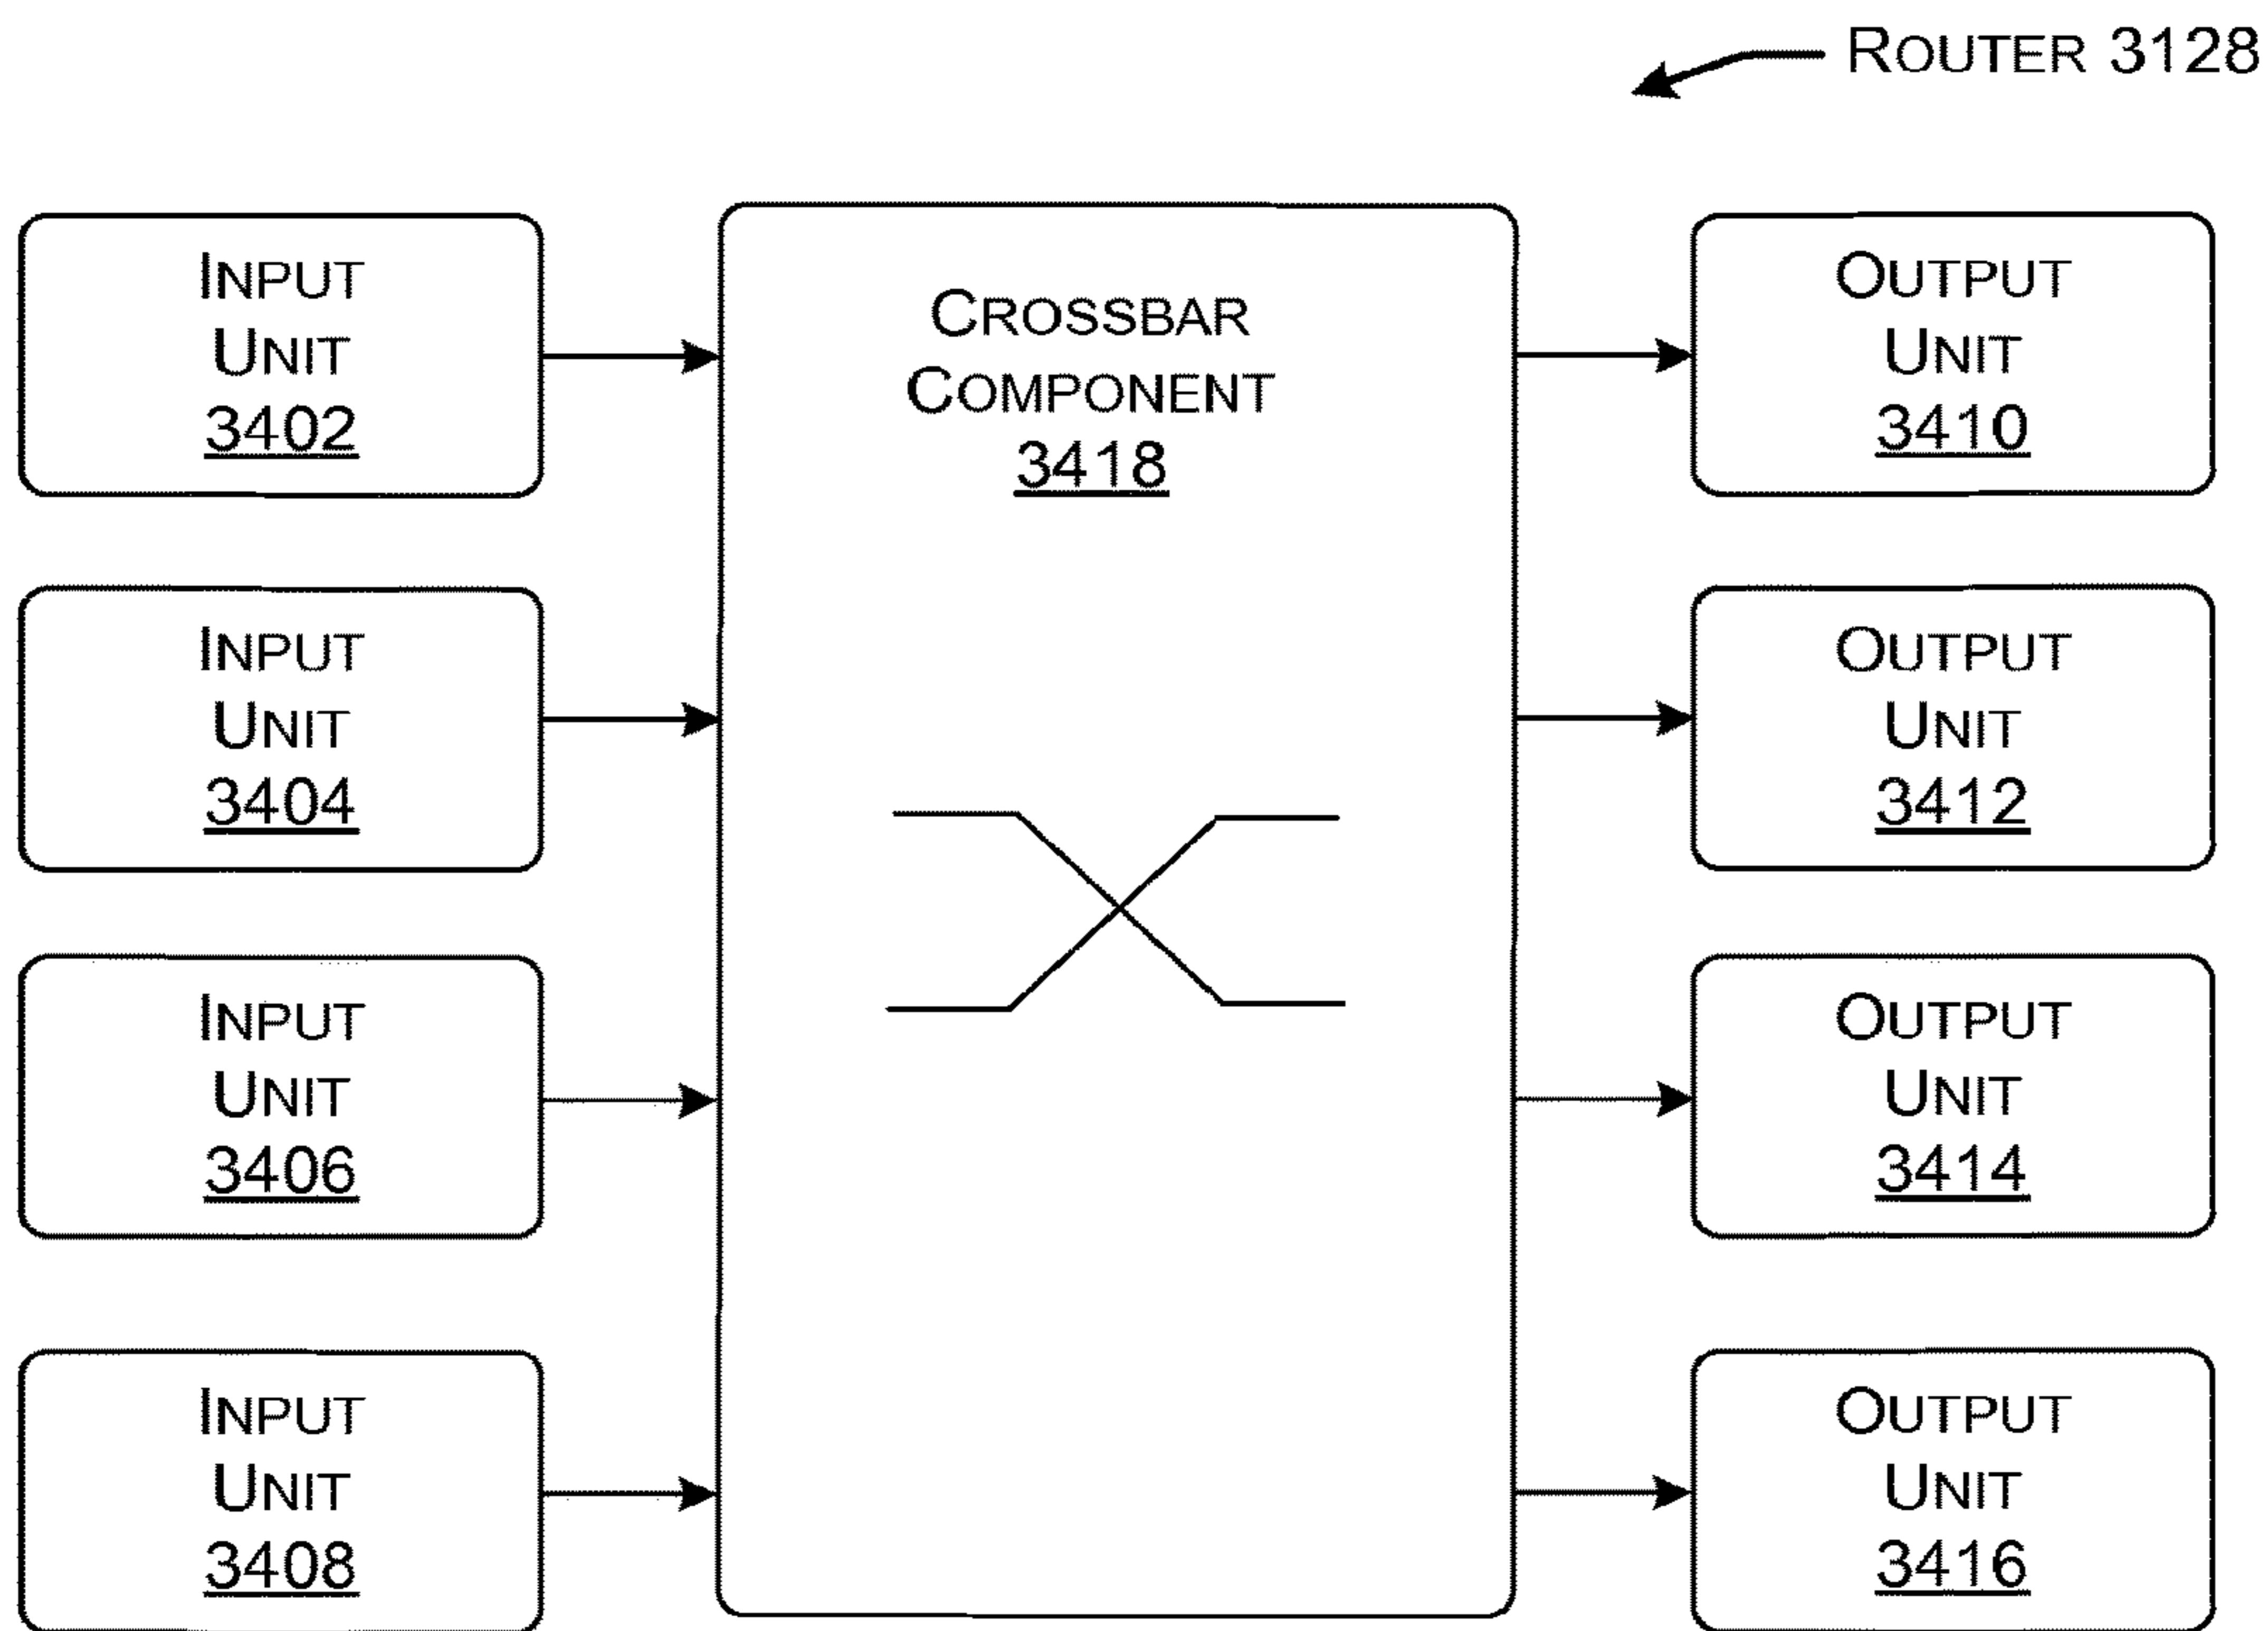 ROUTER 3128
INPUT
UNIT
3402
INPUT
UNIT
3404
INPUT
UNIT
3406
INPUT
UNIT
3408
CROSSBAR
COMPONENT
3418
OUTPUT
UNIT
3410
OUTPUT
UNIT
3412
OUTPUT
UNIT
3414
OUTPUT
UNIT
3416